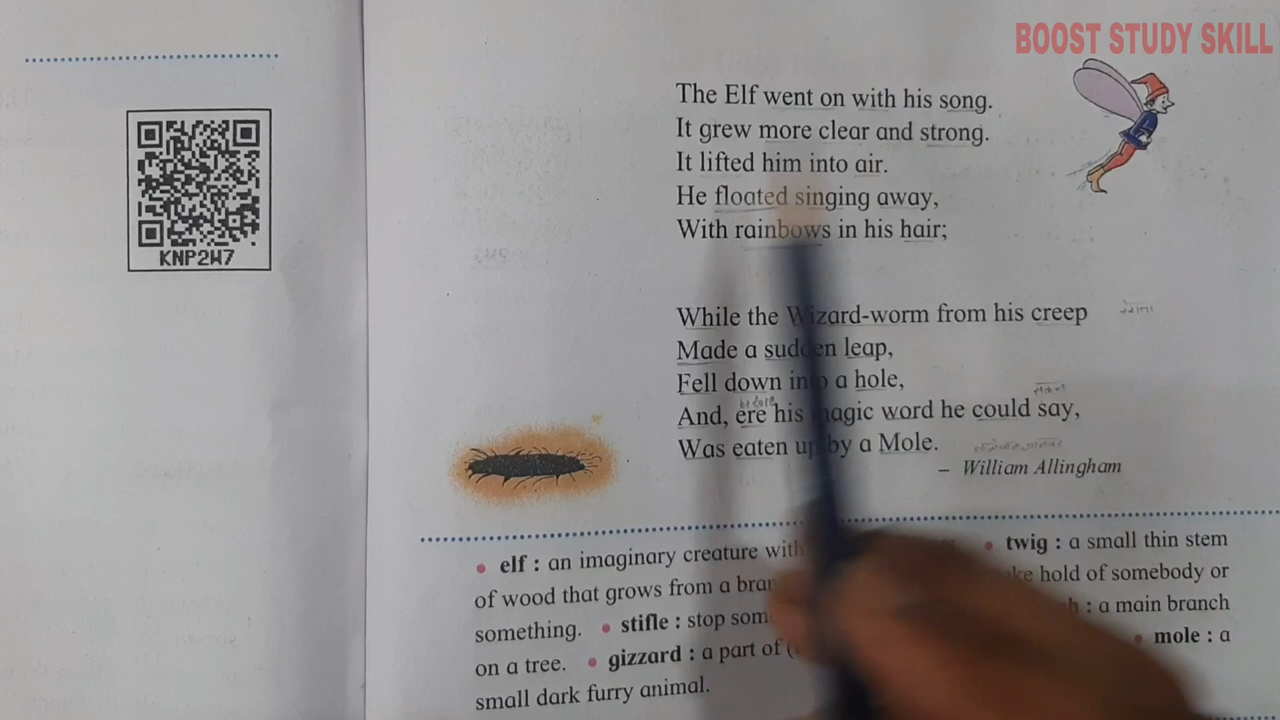 BOOST STUDY SKILL
KNP2W7
The Elf went on with his song.
It grew more clear and strong.
It lifted him into air.
He floated singing away,
With rainbows in his hair;
While the Wizard-worm from his creep
Made a sudden leap,
Fell down into a hole,
before
And, ere his magic word he could say,
Was eaten up by a Mole.
– William Allingham
• elf : an imaginary creature with • twig : a small thin stem
of wood that grows from a bran hold of somebody or
something. • stifle : stop som : a main branch
on a tree. • gizzard : a part of ( • mole : a
small dark furry animal.